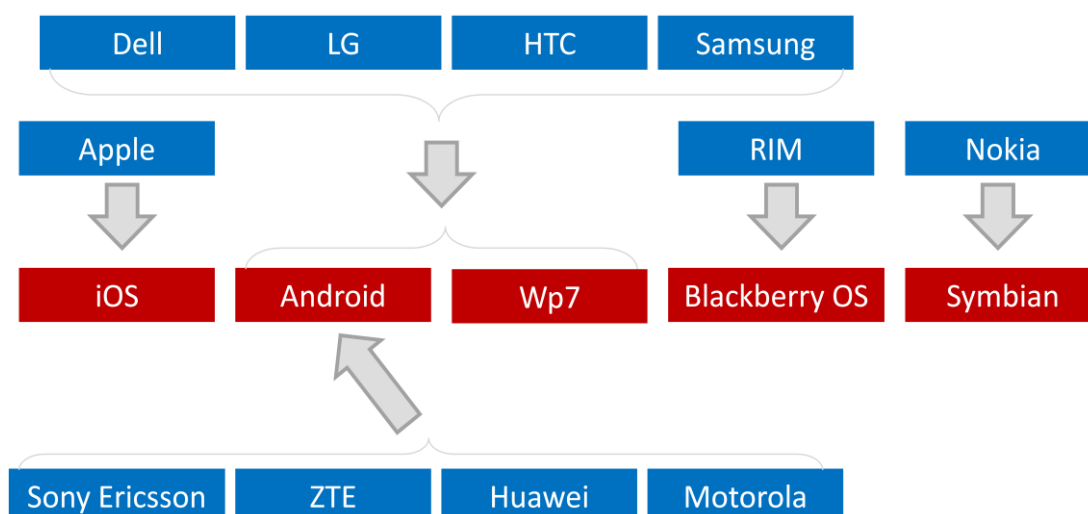 Dell LG HTC Samsung
Apple RIM Nokia
iOS Android Wp7 Blackberry OS Symbian
Sony Ericsson ZTE Huawei Motorola